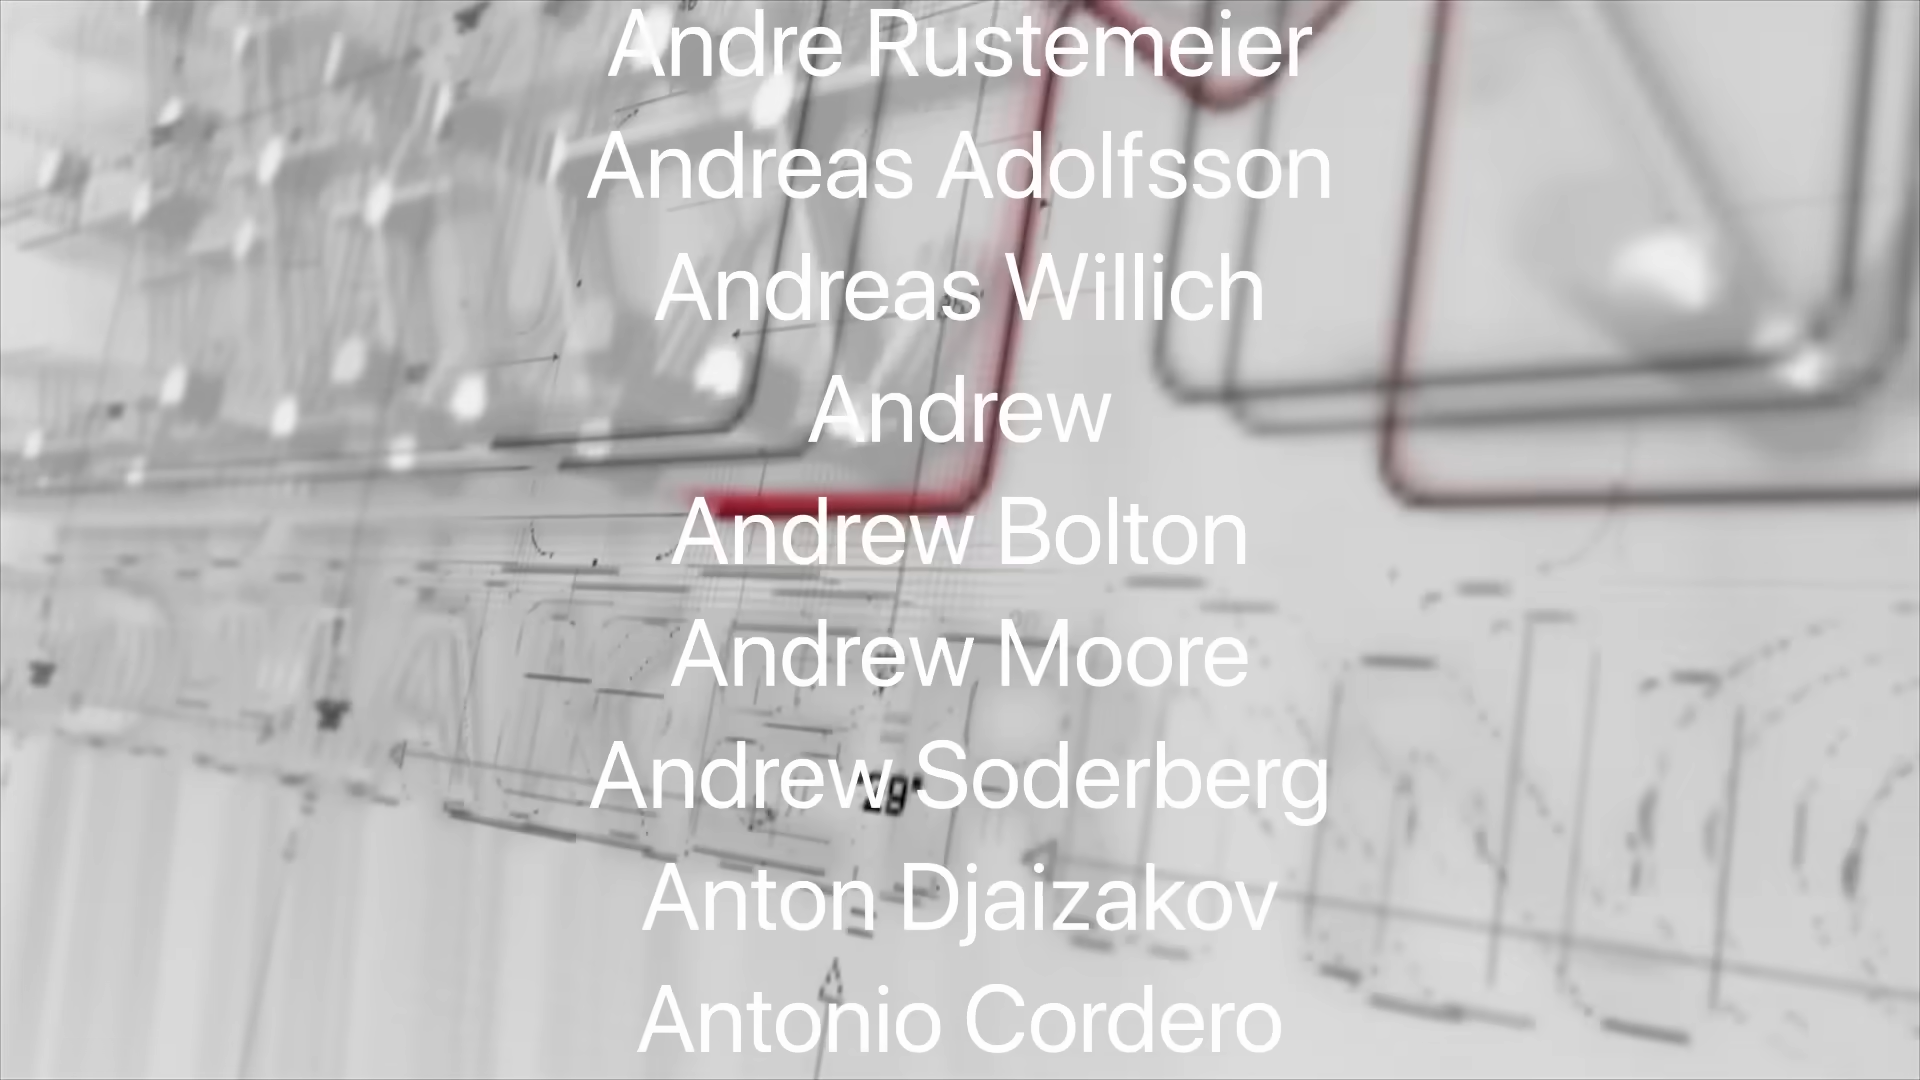 Andre Rustemeier
Andreas Adolfsson
Andreas Willich
Andrew
Andrew Bolton
Andrew Moore
Andrew Soderberg
Anton Djaizakov
Antonio Cordero